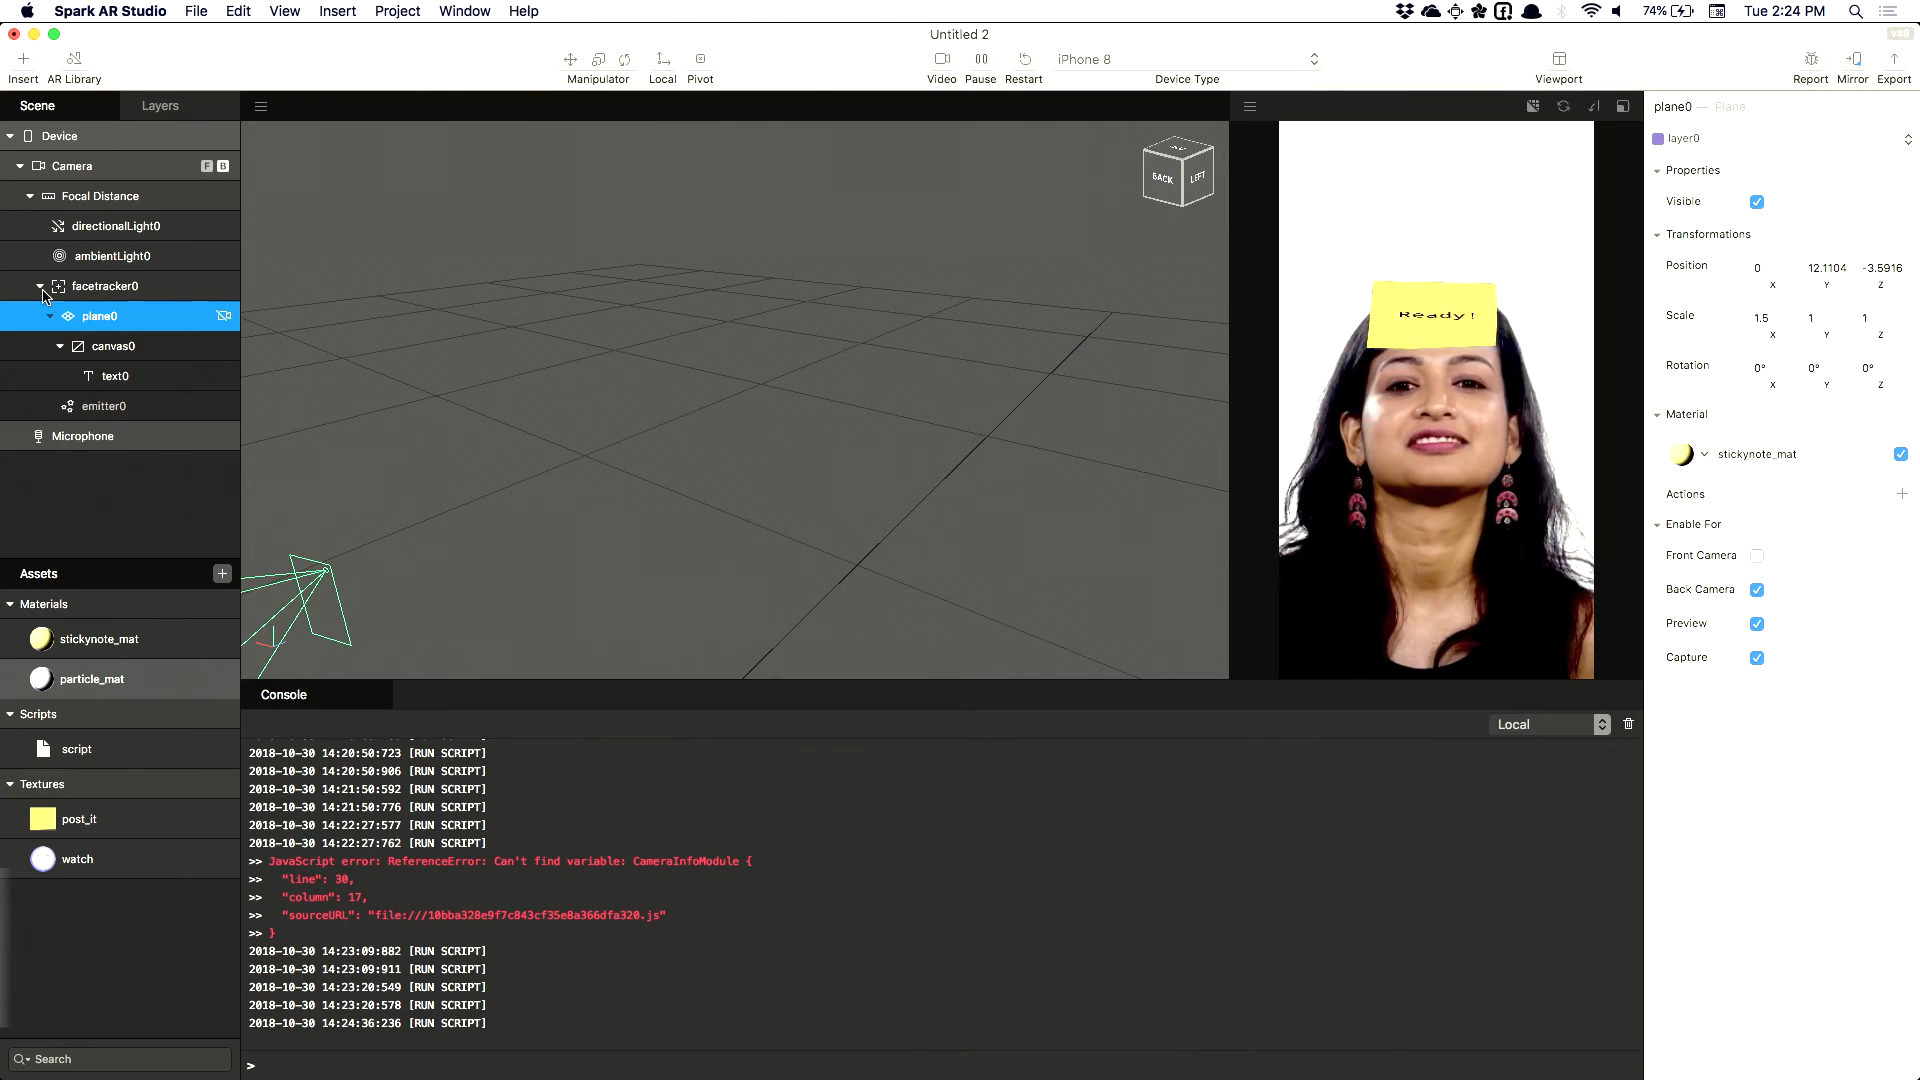 Spark AR Studio File Edit View Insert Project Window Help
74% Tue 2:24 PM
Untitled 2
v49
Insert AR Library
Manipulator Local Pivot
Video Pause Restart
iPhone 8
Device Type
Viewport
Report Mirror Export
Scene Layers
Device
Camera F B
Focal Distance
directionalLight0
ambientLight0
facetracker0
plane0
canvas0
text0
emitter0
Microphone
Assets
Materials
stickynote_mat
particle_mat
Scripts
script
Textures
post_it
watch
Search
BACK LEFT
Ready!
Console
Local
2018-10-30 14:20:50:723 [RUN SCRIPT]
2018-10-30 14:20:50:906 [RUN SCRIPT]
2018-10-30 14:21:50:592 [RUN SCRIPT]
2018-10-30 14:21:50:776 [RUN SCRIPT]
2018-10-30 14:22:27:577 [RUN SCRIPT]
2018-10-30 14:22:27:762 [RUN SCRIPT]
>> JavaScript error: ReferenceError: Can't find variable: CameraInfoModule {
>> "line": 30,
>> "column": 17,
>> "sourceURL": "file:///10bba328e9f7c843cf35e8a366dfa320.js"
>> }
2018-10-30 14:23:09:882 [RUN SCRIPT]
2018-10-30 14:23:09:911 [RUN SCRIPT]
2018-10-30 14:23:20:549 [RUN SCRIPT]
2018-10-30 14:23:20:578 [RUN SCRIPT]
2018-10-30 14:24:36:236 [RUN SCRIPT]
>
plane0 — Plane
layer0
Properties
Visible
Transformations
Position 0 12.1104 -3.5916
X Y Z
Scale 1.5 1 1
X Y Z
Rotation 0° 0° 0°
X Y Z
Material
stickynote_mat
Actions
Enable For
Front Camera
Back Camera
Preview
Capture